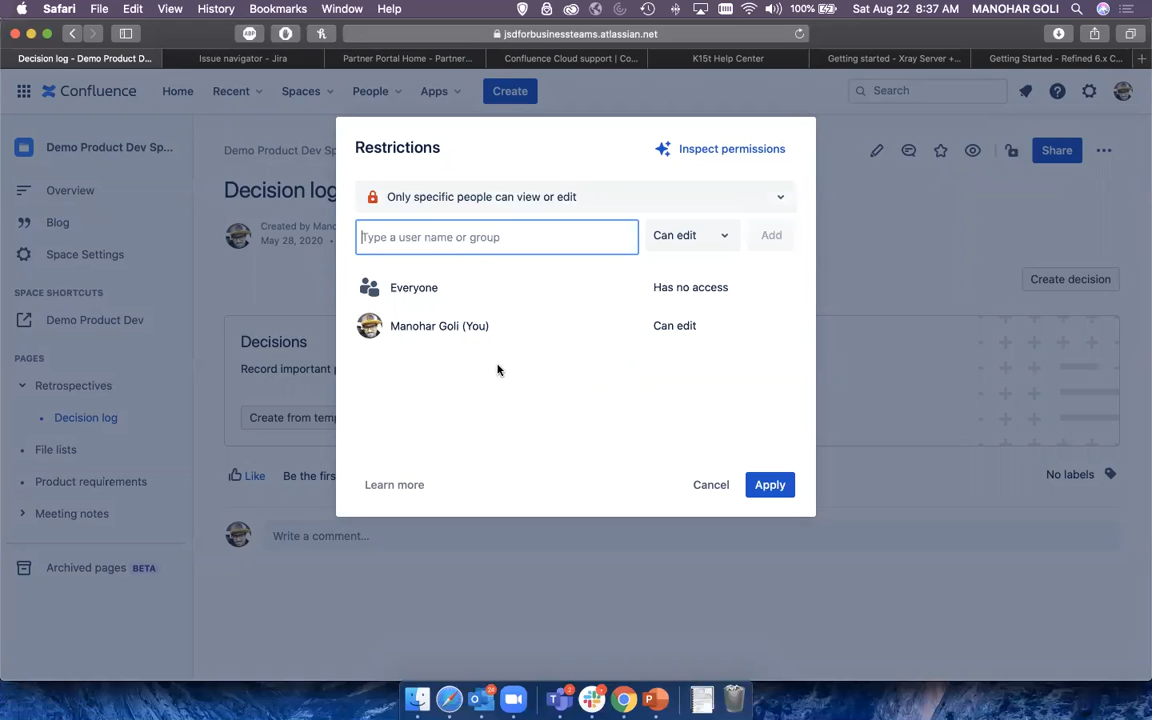 Safari File Edit View History Bookmarks Window Help 100% Sat Aug 22 8:37 AM MANOHAR GOLI
ABP jsdforbusinessteams.atlassian.net
Decision log - Demo Product D... Issue navigator - Jira Partner Portal Home - Partner... Confluence Cloud support | Co... K15t Help Center Getting started - Xray Server +... Getting Started - Refined 6.x C...
Confluence Home Recent Spaces People Apps Create Search
Demo Product Dev Sp...
Overview
Blog
Space Settings
SPACE SHORTCUTS
Demo Product Dev
PAGES
Retrospectives
Decision log
File lists
Product requirements
Meeting notes
Archived pages BETA
Demo Product Dev Sp
Share
Decision log
Created by Mano
May 28, 2020
Create decision
Decisions
Record important p
Create from temp
Like Be the firs
No labels
Write a comment...
Restrictions
Inspect permissions
Only specific people can view or edit
Type a user name or group Can edit Add
Everyone Has no access
Manohar Goli (You) Can edit
Learn more Cancel Apply